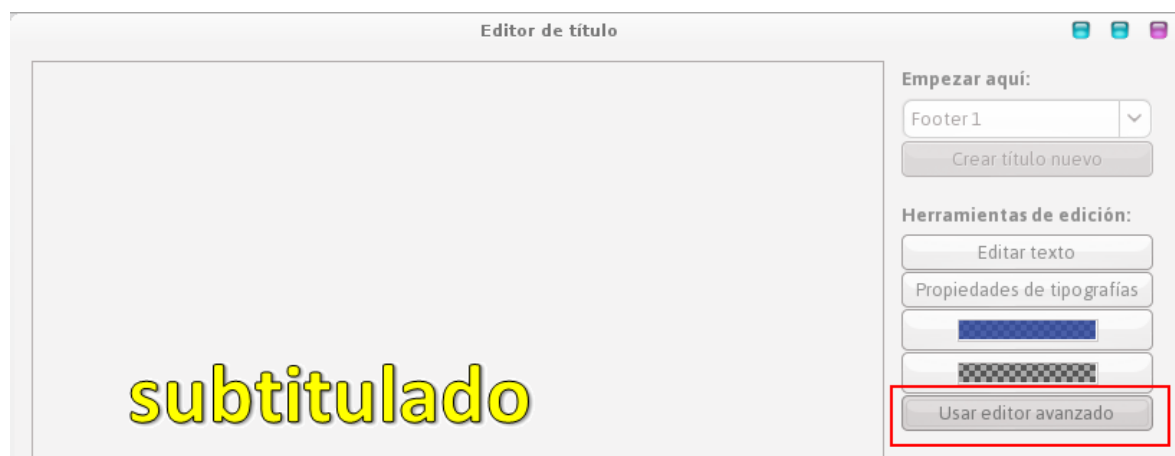 Editor de título
Empezar aquí:
Footer 1
Crear título nuevo
Herramientas de edición:
Editar texto
Propiedades de tipografías
Usar editor avanzado
subtitulado